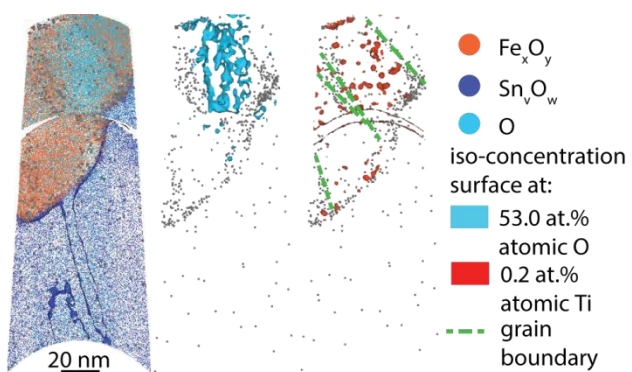 FexOy
SnvOw
O
iso-concentration
surface at:
53.0 at.%
atomic O
0.2 at.%
atomic Ti
grain
boundary
20 nm